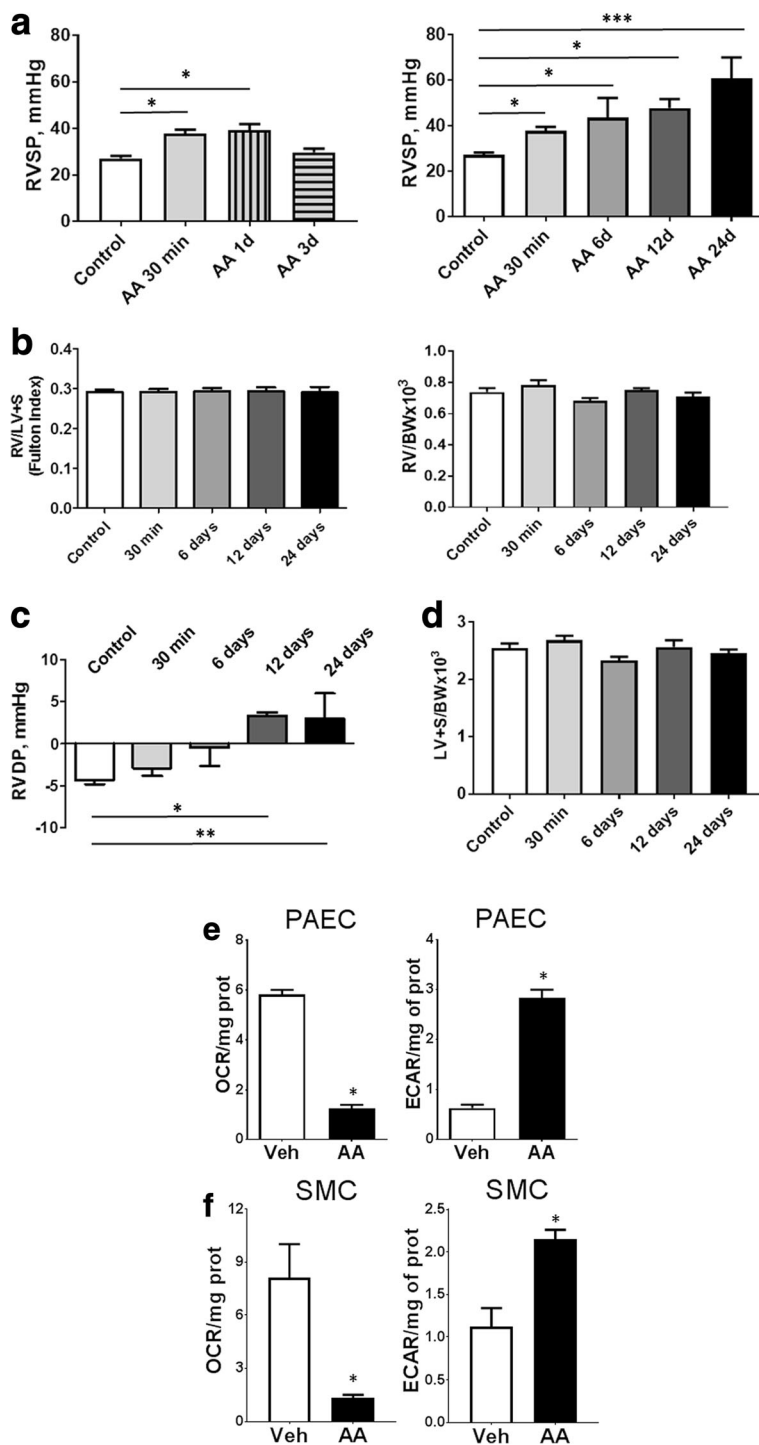 a
RVSP, mmHg
80
60
40
20
0
*
*
Control
AA 30 min
AA 1d
AA 3d
RVSP, mmHg
80
60
40
20
0
***
*
*
*
Control
AA 30 min
AA 6d
AA 12d
AA 24d
b
RV/LV+S
(Fulton Index)
0.4
0.3
0.2
0.1
0.0
Control
30 min
6 days
12 days
24 days
RV/BWx10³
1.0
0.8
0.6
0.4
0.2
0.0
Control
30 min
6 days
12 days
24 days
c
Control
30 min
6 days
12 days
24 days
RVDP, mmHg
10
5
0
-5
-10
*
**
d
LV+S/BWx10³
3
2
1
0
Control
30 min
6 days
12 days
24 days
e
PAEC
OCR/mg prot
8
6
4
2
0
*
Veh
AA
PAEC
ECAR/mg of prot
4
3
2
1
0
*
Veh
AA
f
SMC
OCR/mg prot
12
9
6
3
0
*
Veh
AA
SMC
ECAR/mg of prot
2.5
2.0
1.5
1.0
0.5
0.0
*
Veh
AA